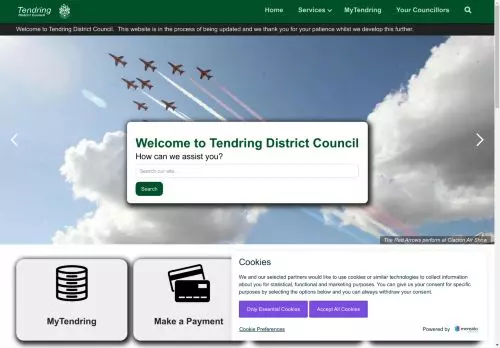 Tendring
District Council
Home
Services
MyTendring
Your Councillors
Welcome to Tendring District Council. This website is in the process of being updated and we thank you for your patience whilst we develop this further.
Welcome to Tendring District Council
How can we assist you?
Search our site...
Search
The Red Arrows perform at Clacton Air Show
MyTendring
Make a Payment
Cookies
We and our selected partners would like to use cookies or similar technologies to collect information
about you for statistical, functional and marketing purposes. You can give us your consent for specific
purposes by selecting the options below and you can always withdraw your consent.
Only Essential Cookies
Accept All Cookies
Cookie Preferences
Powered by